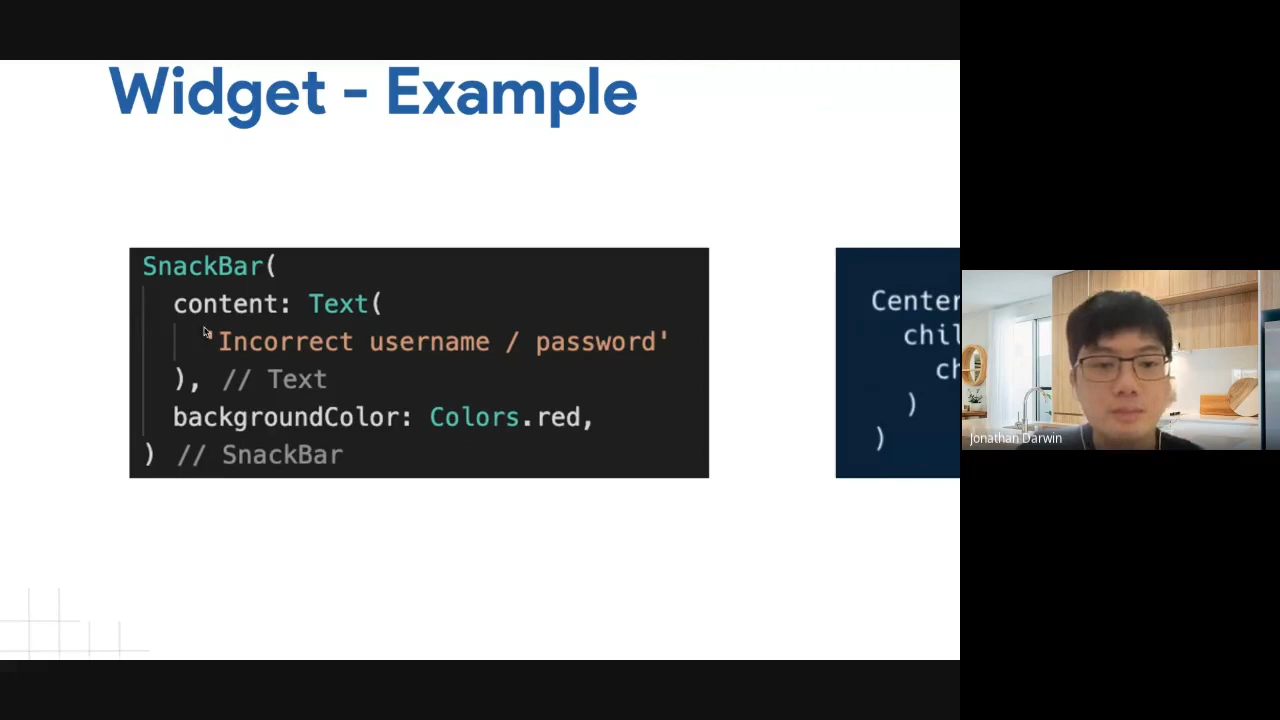 Widget - Example
SnackBar(
content: Text(
'Incorrect username / password'
), // Text
backgroundColor: Colors.red,
) // SnackBar
Center
chil
ch
)
)
Jonathan Darwin